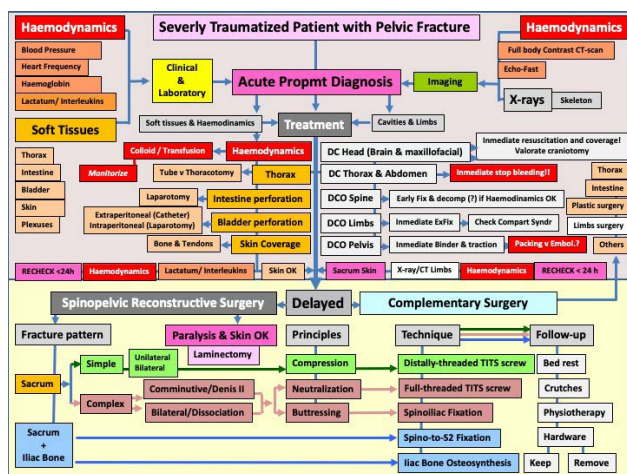 Severly Traumatized Patient with Pelvic Fracture
Haemodynamics
Blood Pressure
Heart Frequency
Haemoglobin
Lactatum/ Interleukins
Clinical
&
Laboratory
Acute Propmt Diagnosis
Imaging
Haemodynamics
Full body Contrast CT-scan
Echo-Fast
X-rays
Skeleton
Soft Tissues
Soft tissues & Haemodinamics
Treatment
Cavities & Limbs
Thorax
Intestine
Bladder
Skin
Plexuses
Colloid / Transfusion
Haemodynamics
Monitorize
Tube v Thoracotomy
Thorax
Laparotomy
Intestine perforation
Extraperitoneal (Catheter)
Intraperitoneal (Laparotomy)
Bladder perforation
Bone & Tendons
Skin Coverage
DC Head (Brain & maxillofacial)
Inmediate resuscitation and coverage!
Valorate craniotomy
DC Thorax & Abdomen
Inmediate stop bleeding!!
DCO Spine
Early Fix & decomp (?) if Haemodinamics OK
DCO Limbs
Inmediate ExFix
Check Compart Syndr
DCO Pelvis
Inmediate Binder & traction
Packing v Embol.?
Thorax
Intestine
Plastic surgery
Limbs surgery
Others
RECHECK <24h
Haemodynamics
Lactatum/ Interleukins
Skin OK
Sacrum Skin
X-ray/CT Limbs
Haemodynamics
RECHECK < 24 h
Spinopelvic Reconstructive Surgery
Delayed
Complementary Surgery
Fracture pattern
Paralysis & Skin OK
Laminectomy
Principles
Technique
Follow-up
Sacrum
Simple
Unilateral
Bilateral
Compression
Distally-threaded TITS screw
Bed rest
Complex
Comminutive/Denis II
Neutralization
Full-threaded TITS screw
Crutches
Bilateral/Dissociation
Buttressing
Spinoiliac Fixation
Physiotherapy
Sacrum
+
Iliac Bone
Spino-to-S2 Fixation
Hardware
Iliac Bone Osteosynthesis
Keep
Remove